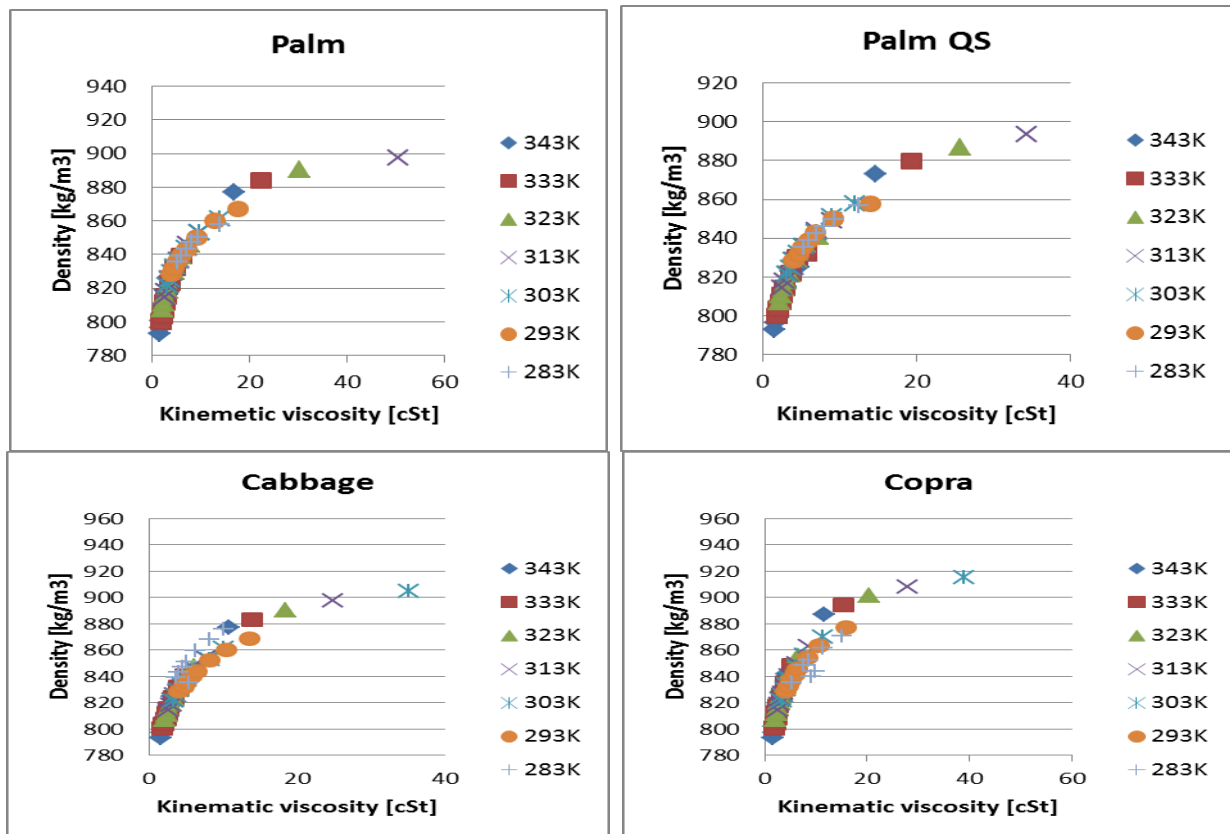 Palm
Density [kg/m3]
940
920
900
880
860
840
820
800
780
0 20 40 60
Kinemetic viscosity [cSt]
343K
333K
323K
313K
303K
293K
283K
Palm QS
Density [kg/m3]
920
900
880
860
840
820
800
780
0 20 40
Kinematic viscosity [cSt]
343K
333K
323K
313K
303K
293K
283K
Cabbage
Density [kg/m3]
960
940
920
900
880
860
840
820
800
780
0 20 40
Kinematic viscosity [cSt]
343K
333K
323K
313K
303K
293K
283K
Copra
Density [kg/m3]
960
940
920
900
880
860
840
820
800
780
0 20 40 60
Kinematic viscosity [cSt]
343K
333K
323K
313K
303K
293K
283K